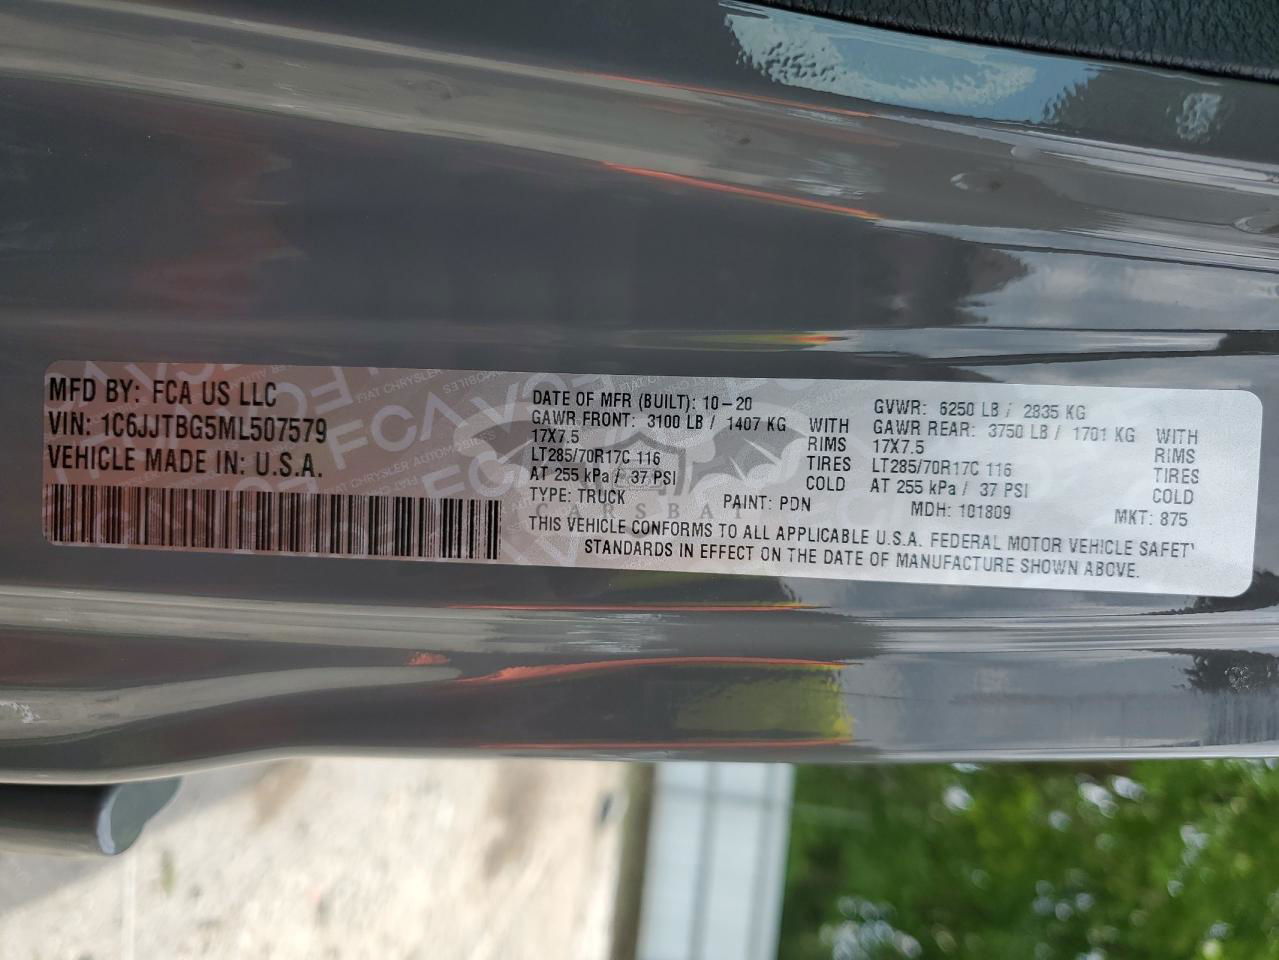 MFD BY: FCA US LLC
VIN: 1C6JJTBG5ML507579
VEHICLE MADE IN: U.S.A.
DATE OF MFR (BUILT): 10-20
GAWR FRONT: 3100 LB / 1407 KG WITH
17X7.5 RIMS
LT285/70R17C 116 TIRES
AT 255 kPa / 37 PSI COLD
TYPE: TRUCK PAINT: PDN
GVWR: 6250 LB / 2835 KG
GAWR REAR: 3750 LB / 1701 KG WITH
17X7.5 RIMS
LT285/70R17C 116 TIRES
AT 255 kPa / 37 PSI COLD
MDH: 101809 MKT: 875
THIS VEHICLE CONFORMS TO ALL APPLICABLE U.S.A. FEDERAL MOTOR VEHICLE SAFET
STANDARDS IN EFFECT ON THE DATE OF MANUFACTURE SHOWN ABOVE.
CARSBAT